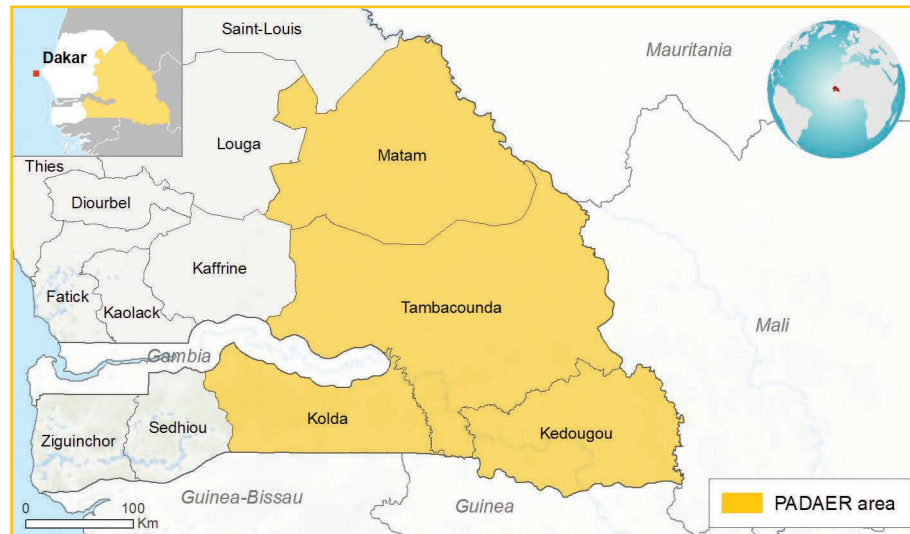 Saint-Louis
Mauritania
Dakar
Louga
Matam
Thies
Diourbel
Kaffrine
Fatick
Kaolack
Tambacounda
Mali
Gambia
Kolda
Sedhiou
Kedougou
Ziguinchor
Guinea-Bissau
Guinea
0 100
Km
PADAER area